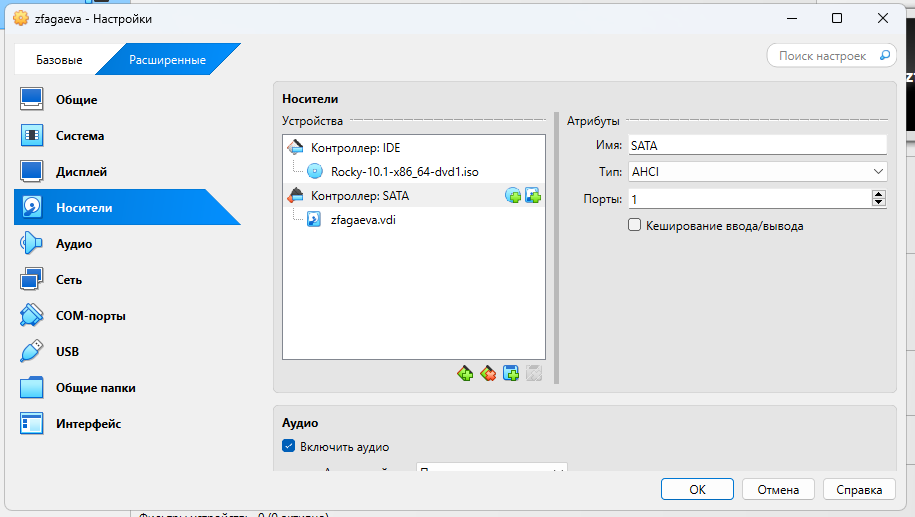 zfagaeva - Настройки
Базовые
Расширенные
Поиск настроек
Общие
Система
Дисплей
Носители
Аудио
Сеть
COM-порты
USB
Общие папки
Интерфейс
Носители
Устройства
Контроллер: IDE
Rocky-10.1-x86_64-dvd1.iso
Контроллер: SATA
zfagaeva.vdi
Атрибуты
Имя: SATA
Тип: AHCI
Порты: 1
Кеширование ввода/вывода
Аудио
Включить аудио
ОК
Отмена
Справка